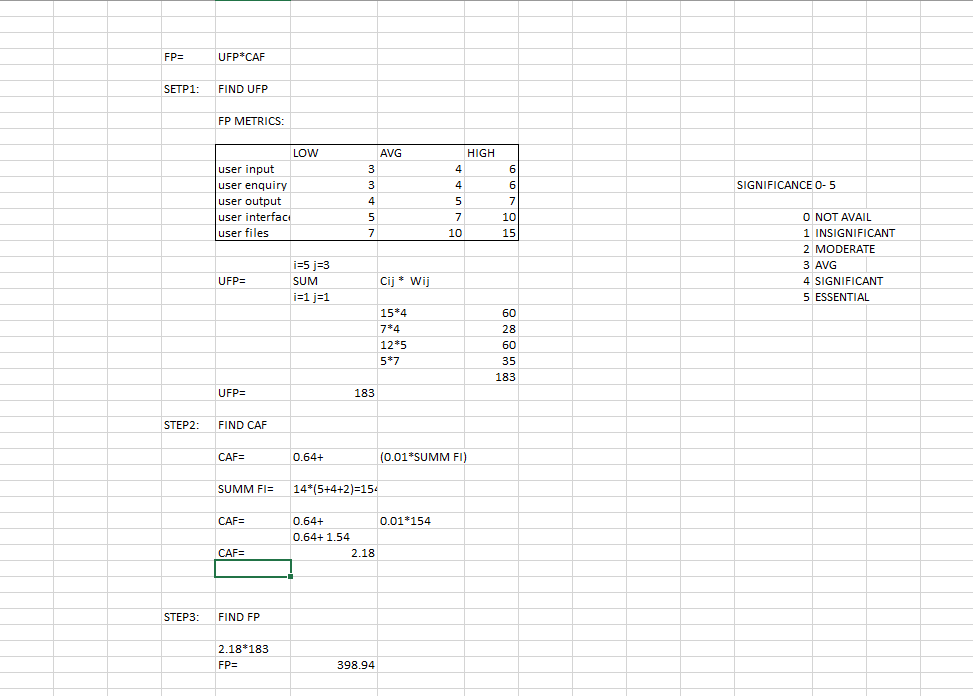 FP= UFP*CAF
SETP1: FIND UFP
FP METRICS:
LOW AVG HIGH
user input 3 4 6
user enquiry 3 4 6
SIGNIFICANCE 0- 5
user output 4 5 7
user interfac 5 7 10
0 NOT AVAIL
user files 7 10 15
1 INSIGNIFICANT
2 MODERATE
i=5 j=3
3 AVG
UFP= SUM Cij * Wij
4 SIGNIFICANT
i=1 j=1
5 ESSENTIAL
15*4 60
7*4 28
12*5 60
5*7 35
183
UFP= 183
STEP2: FIND CAF
CAF= 0.64+ (0.01*SUMM FI)
SUMM FI= 14*(5+4+2)=154
CAF= 0.64+ 0.01*154
0.64+ 1.54
CAF= 2.18
STEP3: FIND FP
2.18*183
FP= 398.94